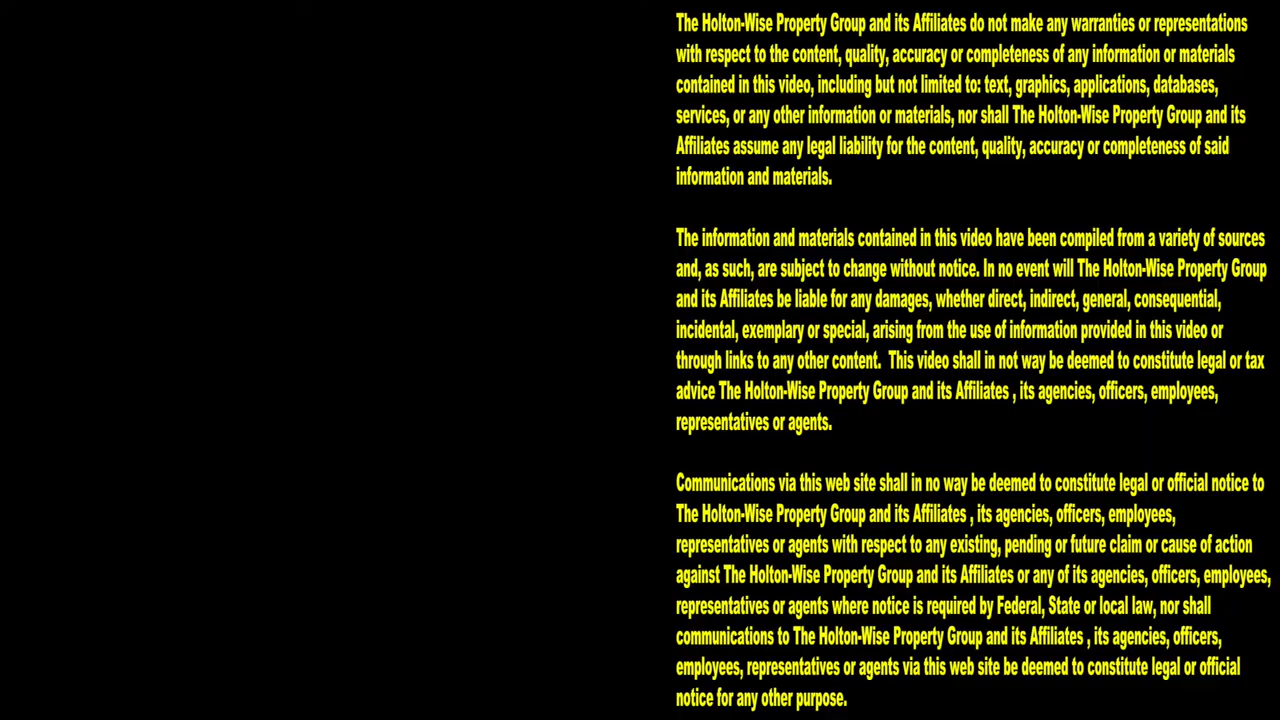 The Holton-Wise Property Group and its Affiliates do not make any warranties or representations
with respect to the content, quality, accuracy or completeness of any information or materials
contained in this video, including but not limited to: text, graphics, applications, databases,
services, or any other information or materials, nor shall The Holton-Wise Property Group and its
Affiliates assume any legal liability for the content, quality, accuracy or completeness of said
information and materials.
The information and materials contained in this video have been compiled from a variety of sources
and, as such, are subject to change without notice. In no event will The Holton-Wise Property Group
and its Affiliates be liable for any damages, whether direct, indirect, general, consequential,
incidental, exemplary or special, arising from the use of information provided in this video or
through links to any other content.  This video shall in not way be deemed to constitute legal or tax
advice The Holton-Wise Property Group and its Affiliates , its agencies, officers, employees,
representatives or agents.
Communications via this web site shall in no way be deemed to constitute legal or official notice to
The Holton-Wise Property Group and its Affiliates , its agencies, officers, employees,
representatives or agents with respect to any existing, pending or future claim or cause of action
against The Holton-Wise Property Group and its Affiliates or any of its agencies, officers, employees,
representatives or agents where notice is required by Federal, State or local law, nor shall
communications to The Holton-Wise Property Group and its Affiliates , its agencies, officers,
employees, representatives or agents via this web site be deemed to constitute legal or official
notice for any other purpose.